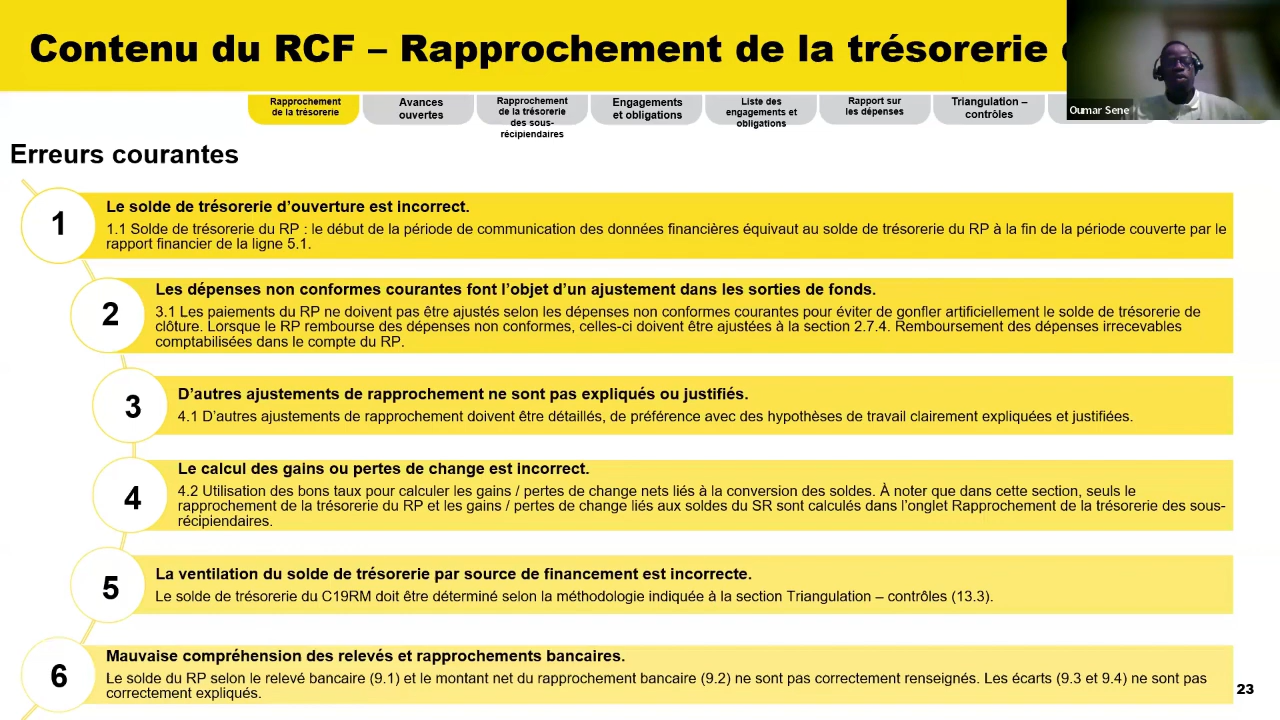 Contenu du RCF – Rapprochement de la trésorerie
Oumar Sene
Rapprochement
de la trésorerie
Avances
ouvertes
Rapprochement
de la trésorerie
des sous-
récipiendaires
Engagements
et obligations
Liste des
engagements et
obligations
Rapport sur
les dépenses
Triangulation –
contrôles
Erreurs courantes
1
Le solde de trésorerie d’ouverture est incorrect.
1.1 Solde de trésorerie du RP : le début de la période de communication des données financières équivaut au solde de trésorerie du RP à la fin de la période couverte par le
rapport financier de la ligne 5.1.
2
Les dépenses non conformes courantes font l’objet d’un ajustement dans les sorties de fonds.
3.1 Les paiements du RP ne doivent pas être ajustés selon les dépenses non conformes courantes pour éviter de gonfler artificiellement le solde de trésorerie de
clôture. Lorsque le RP rembourse des dépenses non conformes, celles-ci doivent être ajustées à la section 2.7.4. Remboursement des dépenses irrecevables
comptabilisées dans le compte du RP.
3
D’autres ajustements de rapprochement ne sont pas expliqués ou justifiés.
4.1 D’autres ajustements de rapprochement doivent être détaillés, de préférence avec des hypothèses de travail clairement expliquées et justifiées.
4
Le calcul des gains ou pertes de change est incorrect.
4.2 Utilisation des bons taux pour calculer les gains / pertes de change nets liés à la conversion des soldes. À noter que dans cette section, seuls le
rapprochement de la trésorerie du RP et les gains / pertes de change liés aux soldes du SR sont calculés dans l’onglet Rapprochement de la trésorerie des sous-
récipiendaires.
5
La ventilation du solde de trésorerie par source de financement est incorrecte.
Le solde de trésorerie du C19RM doit être déterminé selon la méthodologie indiquée à la section Triangulation – contrôles (13.3).
6
Mauvaise compréhension des relevés et rapprochements bancaires.
Le solde du RP selon le relevé bancaire (9.1) et le montant net du rapprochement bancaire (9.2) ne sont pas correctement renseignés. Les écarts (9.3 et 9.4) ne sont pas
correctement expliqués.
23